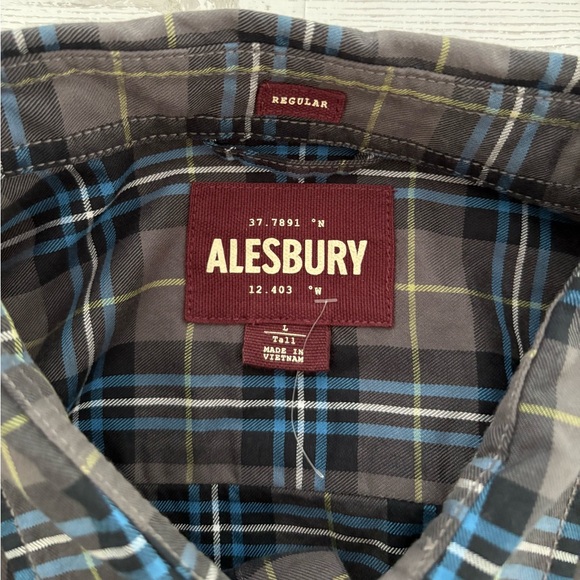 REGULAR
37.7891 °N
ALESBURY
12.403 °W
L
Tall
MADE IN
VIETNAM